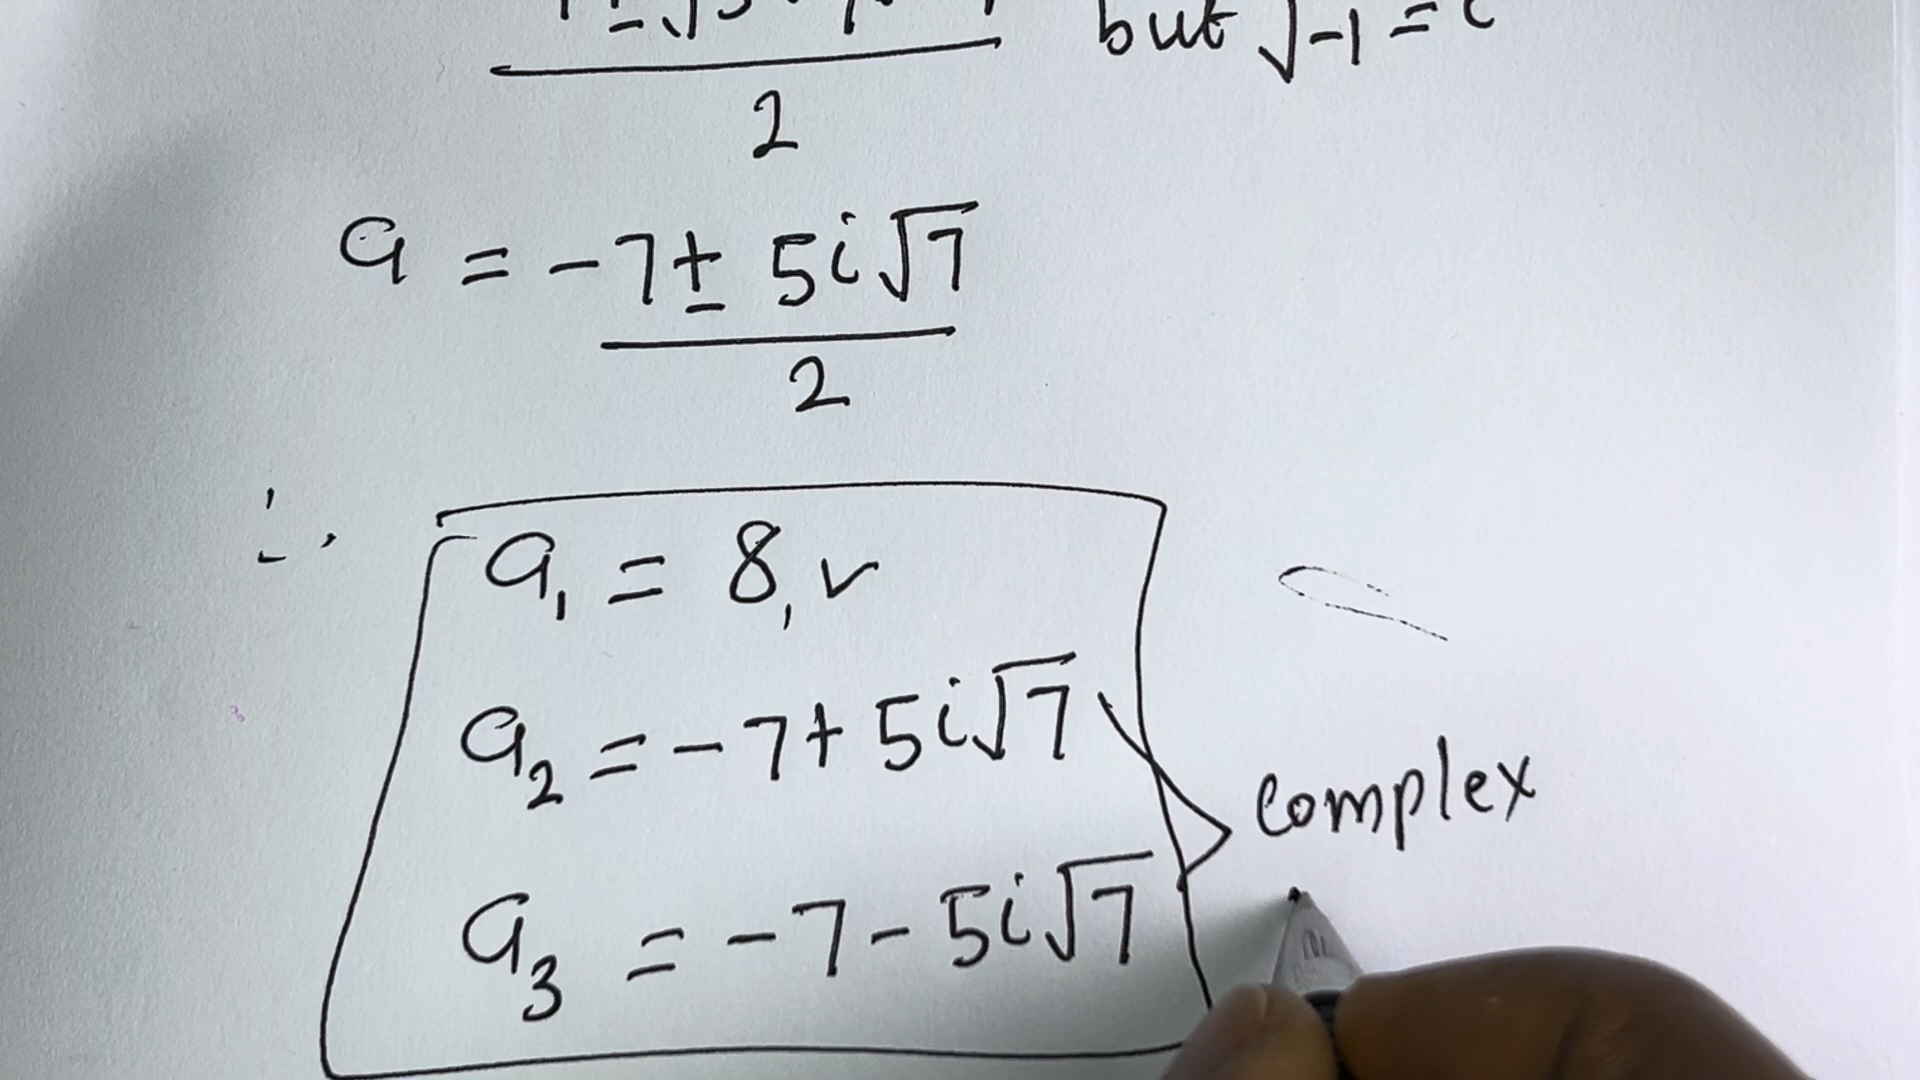 but √-1 = i
2
a = -7 ± 5i√7
2
∴ a₁ = 8, ✓
a₂ = -7 + 5i√7
complex
a₃ = -7 - 5i√7